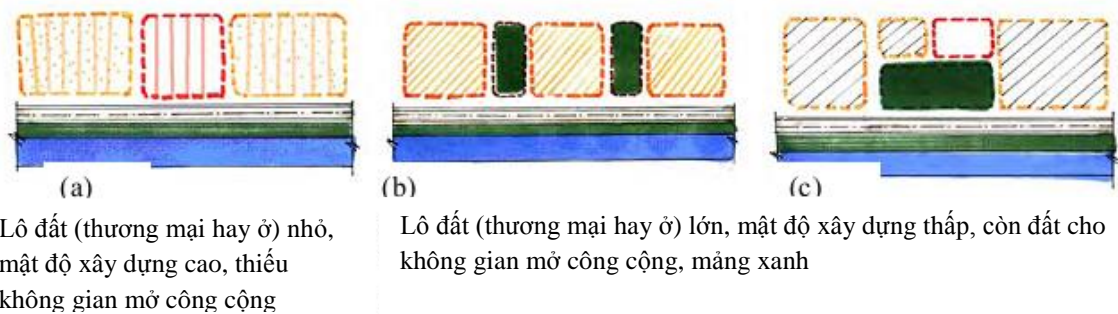 (a)
(b)
(c)
Lô đất (thương mại hay ở) nhỏ,
mật độ xây dựng cao, thiếu
không gian mở công cộng
Lô đất (thương mại hay ở) lớn, mật độ xây dựng thấp, còn đất cho
không gian mở công cộng, mảng xanh